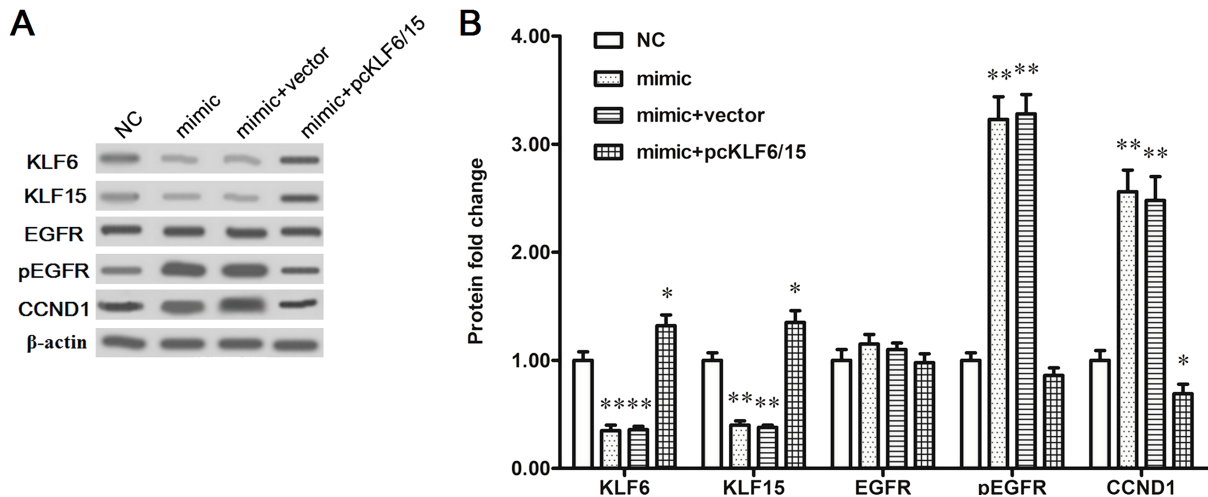 A
NC
mimic
mimic+vector
mimic+pcKLF6/15
KLF6
KLF15
EGFR
pEGFR
CCND1
β-actin
B
Protein fold change
4.00
3.00
2.00
1.00
0.00
NC
mimic
mimic+vector
mimic+pcKLF6/15
** ** *
** ** *
** **
** ** *
KLF6 KLF15 EGFR pEGFR CCND1